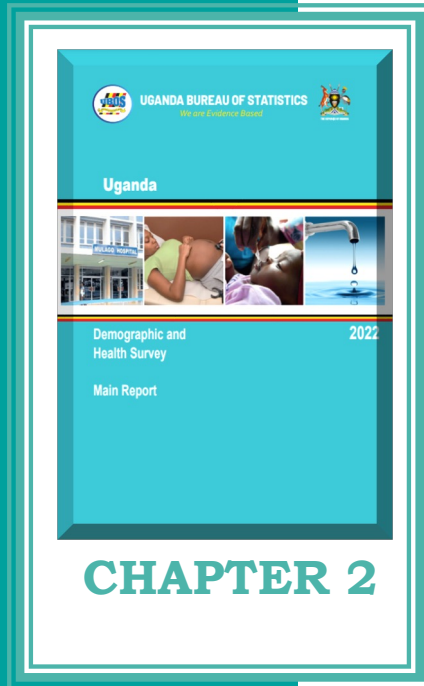 UBOS
UGANDA BUREAU OF STATISTICS
We are Evidence Based
Uganda
MULAGO HOSPITAL
Demographic and
Health Survey
2022
Main Report
CHAPTER 2